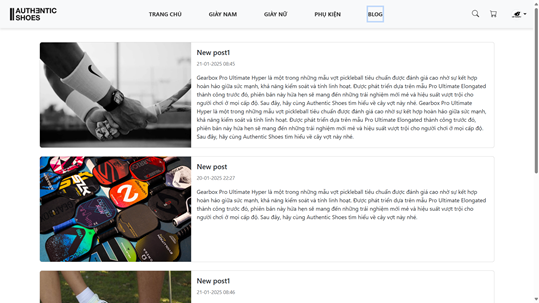 AUTHENTIC
SHOES
TRANG CHỦ
GIÀY NAM
GIÀY NỮ
PHỤ KIỆN
BLOG
New post1
21-01-2025 08:45
Gearbox Pro Ultimate Hyper là một trong những mẫu vợt pickleball tiêu chuẩn được đánh giá cao nhờ sự kết hợp
hoàn hảo giữa sức mạnh, khả năng kiểm soát và tính linh hoạt. Được phát triển dựa trên mẫu Pro Ultimate Elongated
thành công trước đó, phiên bản này hứa hẹn sẽ mang đến những trải nghiệm mới mẻ và hiệu suất vượt trội cho
người chơi ở mọi cấp độ. Sau đây, hãy cùng Authentic Shoes tìm hiểu về cây vợt này nhé. Gearbox Pro Ultimate
Hyper là một trong những mẫu vợt pickleball tiêu chuẩn được đánh giá cao nhờ sự kết hợp hoàn hảo giữa sức mạnh,
khả năng kiểm soát và tính linh hoạt. Được phát triển dựa trên mẫu Pro Ultimate Elongated thành công trước đó,
phiên bản này hứa hẹn sẽ mang đến những trải nghiệm mới mẻ và hiệu suất vượt trội cho người chơi ở mọi cấp độ.
Sau đây, hãy cùng Authentic Shoes tìm hiểu về cây vợt này nhé.
New post
20-01-2025 22:27
Gearbox Pro Ultimate Hyper là một trong những mẫu vợt pickleball tiêu chuẩn được đánh giá cao nhờ sự kết hợp
hoàn hảo giữa sức mạnh, khả năng kiểm soát và tính linh hoạt. Được phát triển dựa trên mẫu Pro Ultimate Elongated
thành công trước đó, phiên bản này hứa hẹn sẽ mang đến những trải nghiệm mới mẻ và hiệu suất vượt trội cho
người chơi ở mọi cấp độ. Sau đây, hãy cùng Authentic Shoes tìm hiểu về cây vợt này nhé.
New post1
21-01-2025 08:46